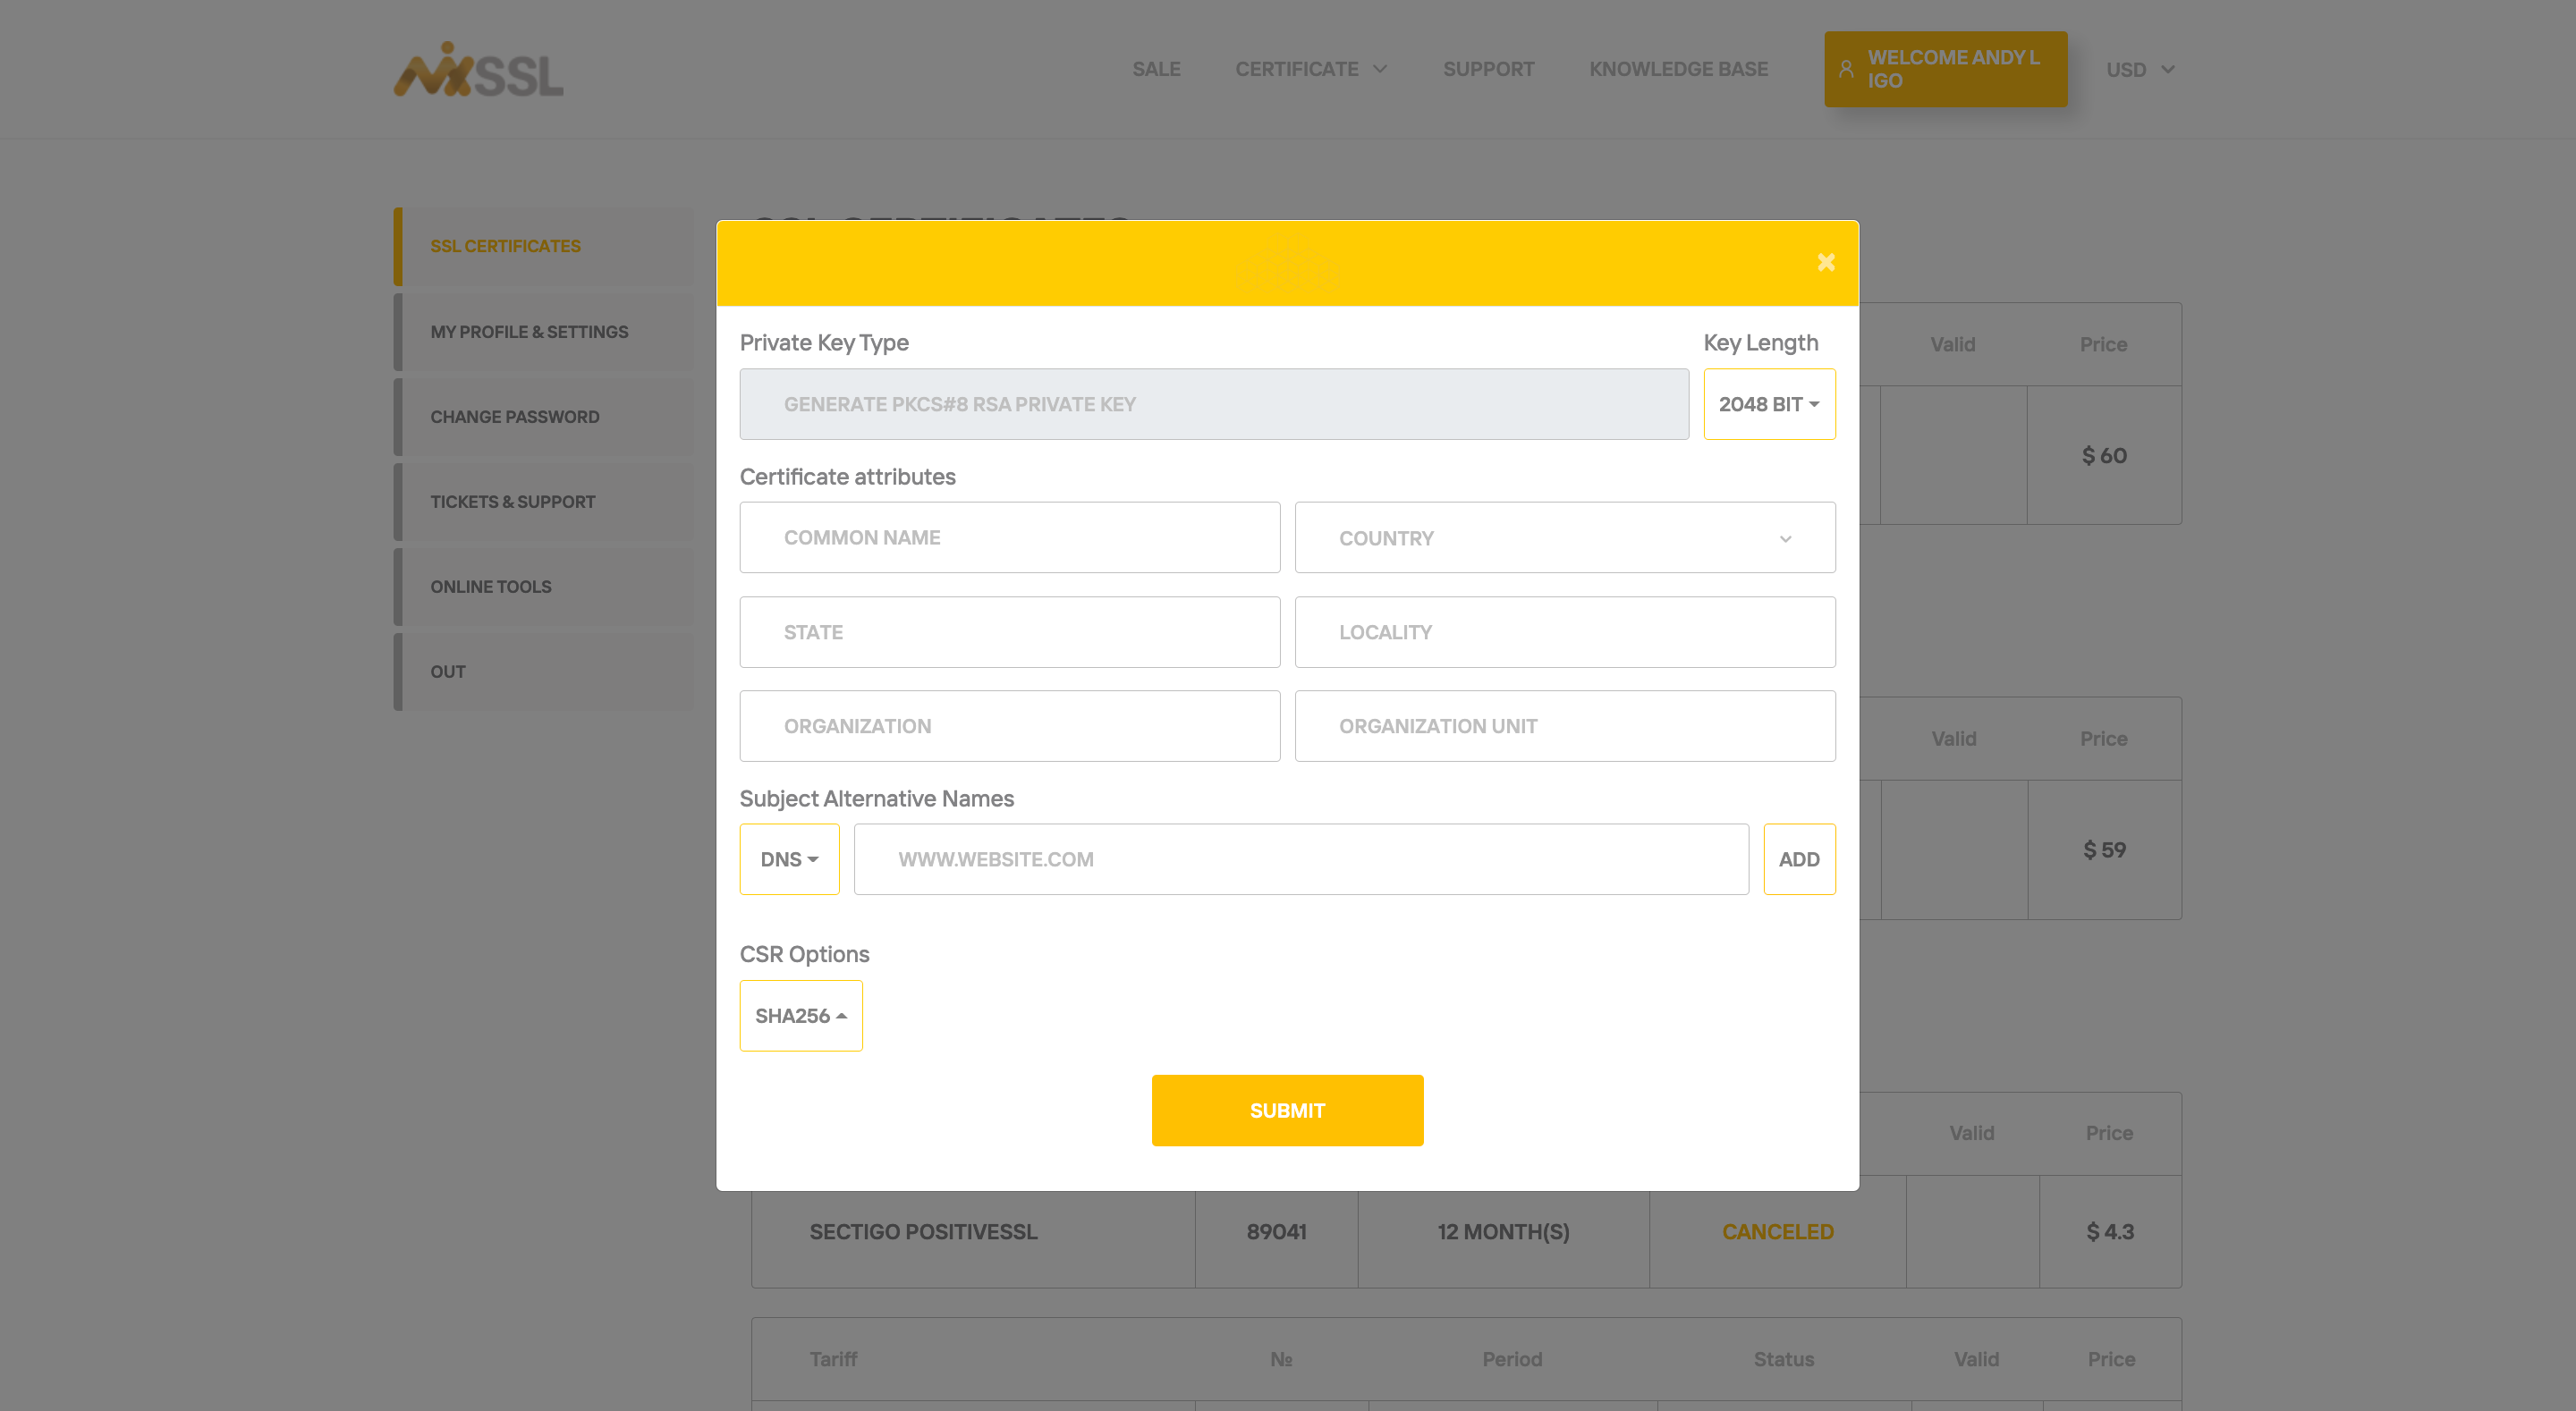 MIXSSL
SALE
CERTIFICATE
SUPPORT
KNOWLEDGE BASE
WELCOME ANDY L
IGO
USD
SSL CERTIFICATES
MY PROFILE & SETTINGS
CHANGE PASSWORD
TICKETS & SUPPORT
ONLINE TOOLS
OUT
SSL CERTIFICATES
Private Key Type
Key Length
GENERATE PKCS#8 RSA PRIVATE KEY
2048 BIT
Certificate attributes
COMMON NAME
COUNTRY
STATE
LOCALITY
ORGANIZATION
ORGANIZATION UNIT
Subject Alternative Names
DNS
WWW.WEBSITE.COM
ADD
CSR Options
SHA256
SUBMIT
Valid
Price
$ 60
Valid
Price
$ 59
Valid
Price
SECTIGO POSITIVESSL
89041
12 MONTH(S)
CANCELED
$ 4.3
Tariff
№
Period
Status
Valid
Price